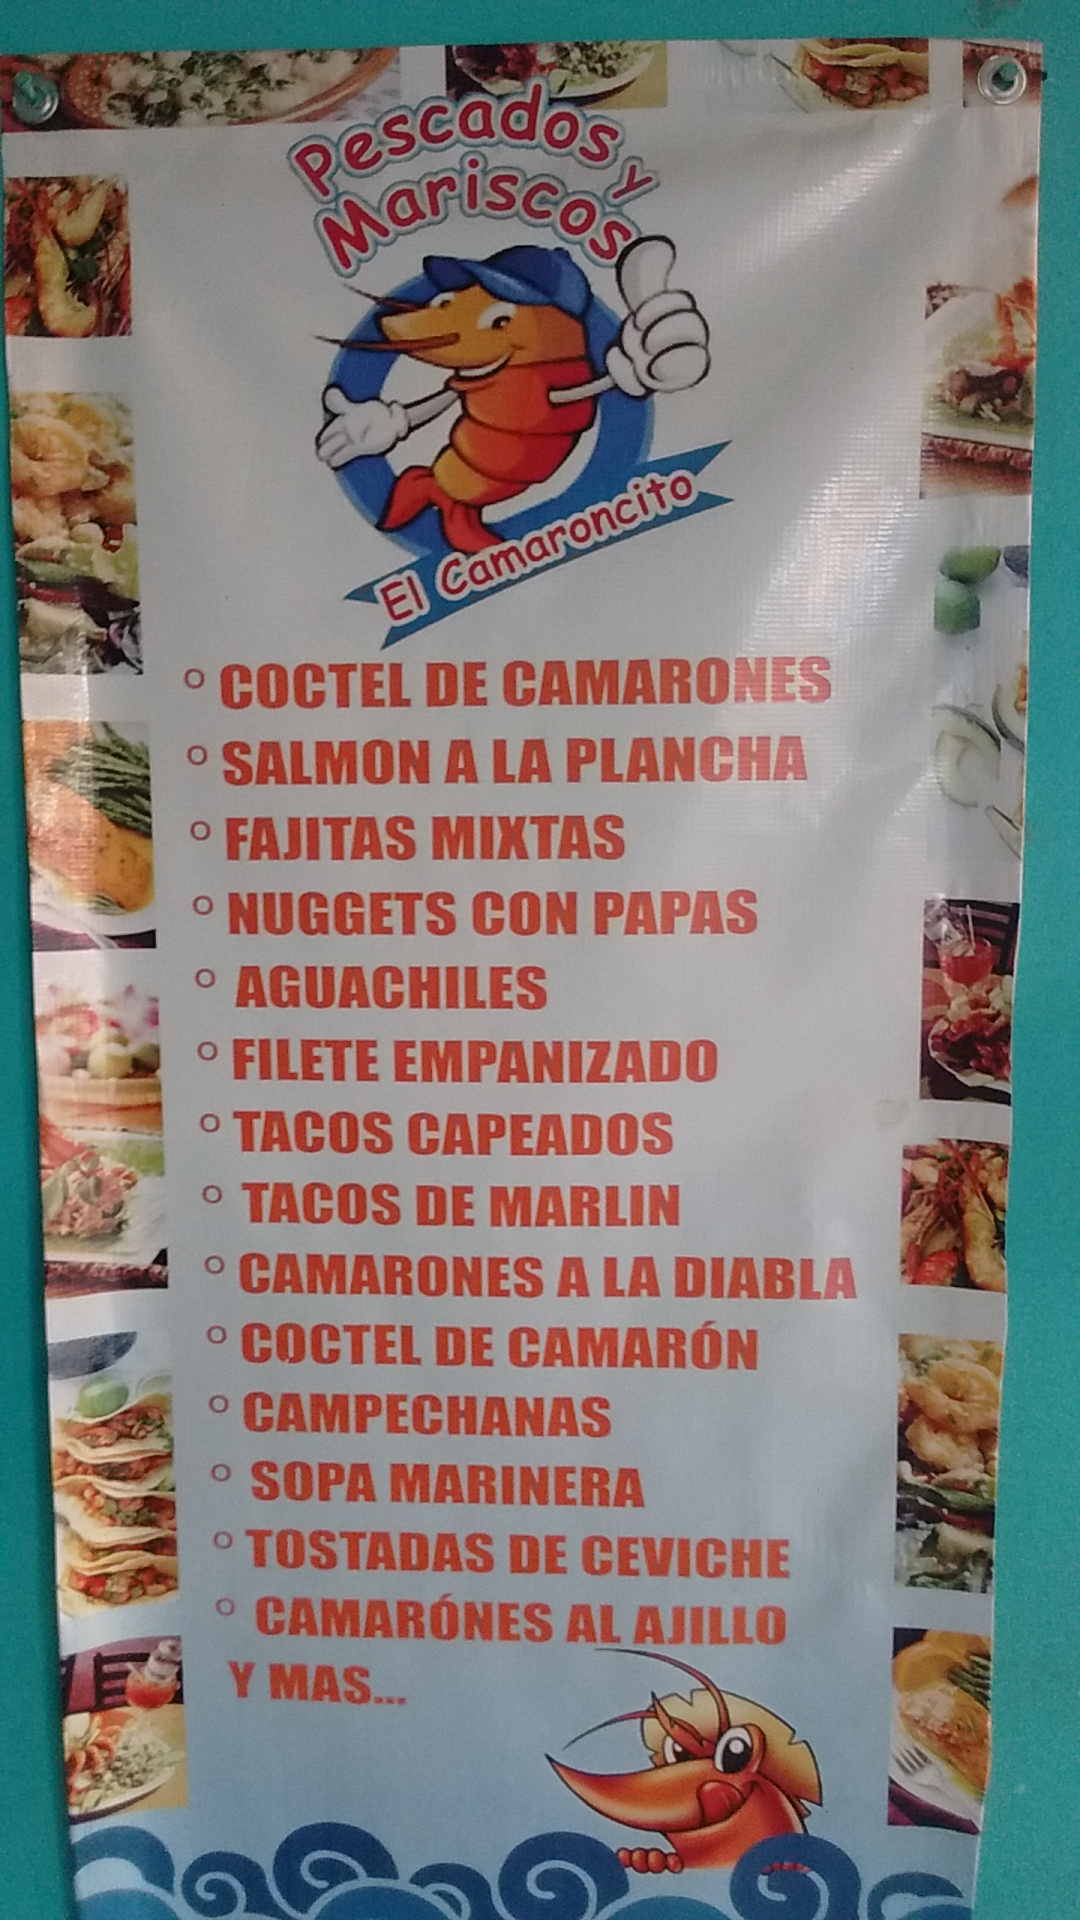 Pescados y
Mariscos
El Camaroncito
° COCTEL DE CAMARONES
° SALMON A LA PLANCHA
° FAJITAS MIXTAS
° NUGGETS CON PAPAS
° AGUACHILES
° FILETE EMPANIZADO
° TACOS CAPEADOS
° TACOS DE MARLIN
° CAMARONES A LA DIABLA
° COCTEL DE CAMARÓN
° CAMPECHANAS
° SOPA MARINERA
° TOSTADAS DE CEVICHE
° CAMARÓNES AL AJILLO
Y MAS...